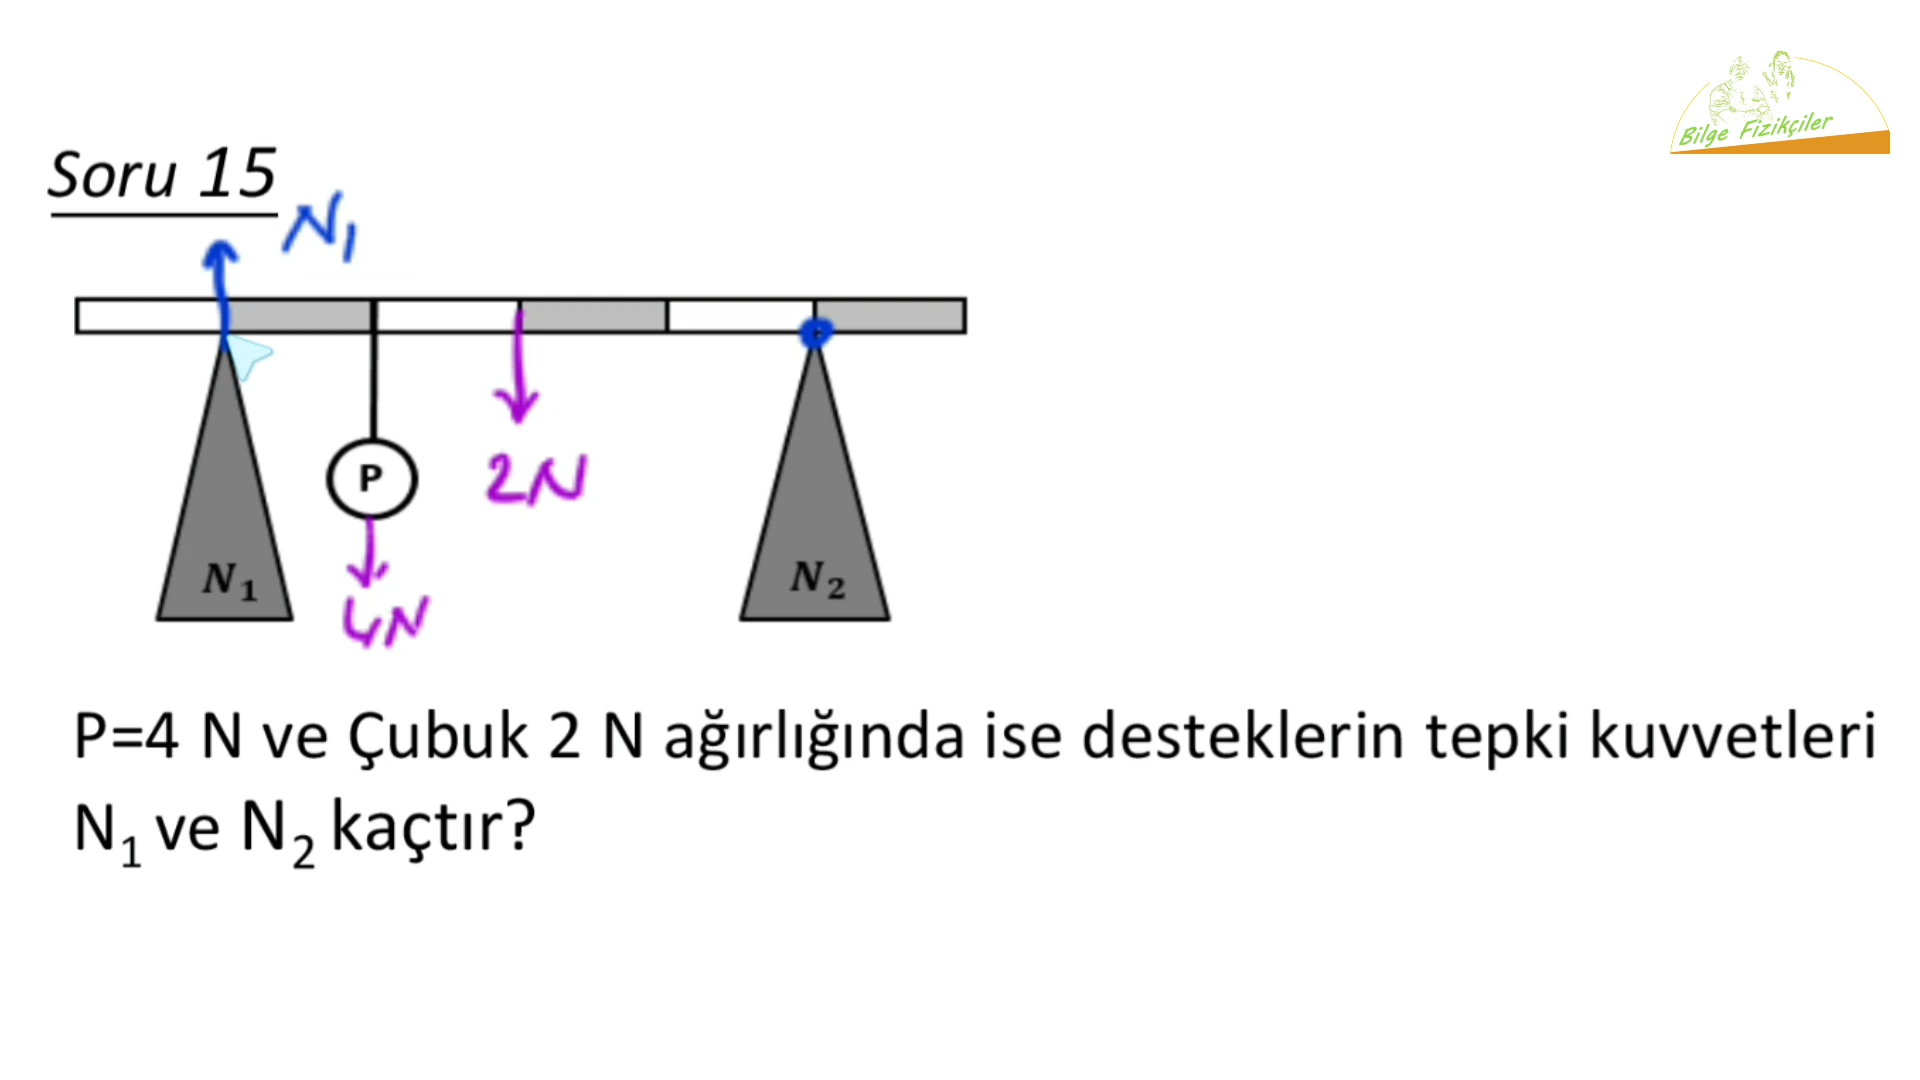 Bilge Fizikçiler
Soru 15
N₁
P
2N
4N
N₁
N₂
P=4 N ve Çubuk 2 N ağırlığında ise desteklerin tepki kuvvetleri
N₁ ve N₂ kaçtır?